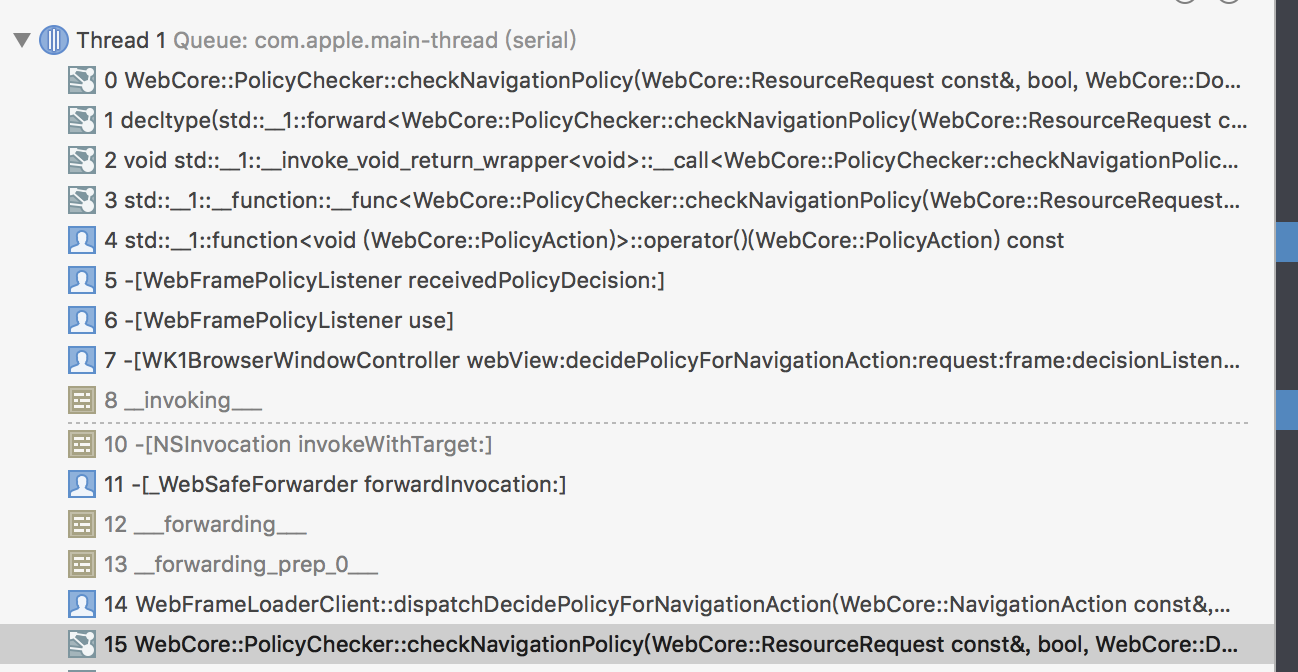 Thread 1 Queue: com.apple.main-thread (serial)
0 WebCore::PolicyChecker::checkNavigationPolicy(WebCore::ResourceRequest const&, bool, WebCore::Do...
1 decltype(std::__1::forward<WebCore::PolicyChecker::checkNavigationPolicy(WebCore::ResourceRequest c...
2 void std::__1::__invoke_void_return_wrapper<void>::__call<WebCore::PolicyChecker::checkNavigationPolic...
3 std::__1::__function::__func<WebCore::PolicyChecker::checkNavigationPolicy(WebCore::ResourceRequest...
4 std::__1::function<void (WebCore::PolicyAction)>::operator()(WebCore::PolicyAction) const
5 -[WebFramePolicyListener receivedPolicyDecision:]
6 -[WebFramePolicyListener use]
7 -[WK1BrowserWindowController webView:decidePolicyForNavigationAction:request:frame:decisionListen...
8 __invoking___
10 -[NSInvocation invokeWithTarget:]
11 -[_WebSafeForwarder forwardInvocation:]
12 ___forwarding___
13 __forwarding_prep_0___
14 WebFrameLoaderClient::dispatchDecidePolicyForNavigationAction(WebCore::NavigationAction const&,...
15 WebCore::PolicyChecker::checkNavigationPolicy(WebCore::ResourceRequest const&, bool, WebCore::D...